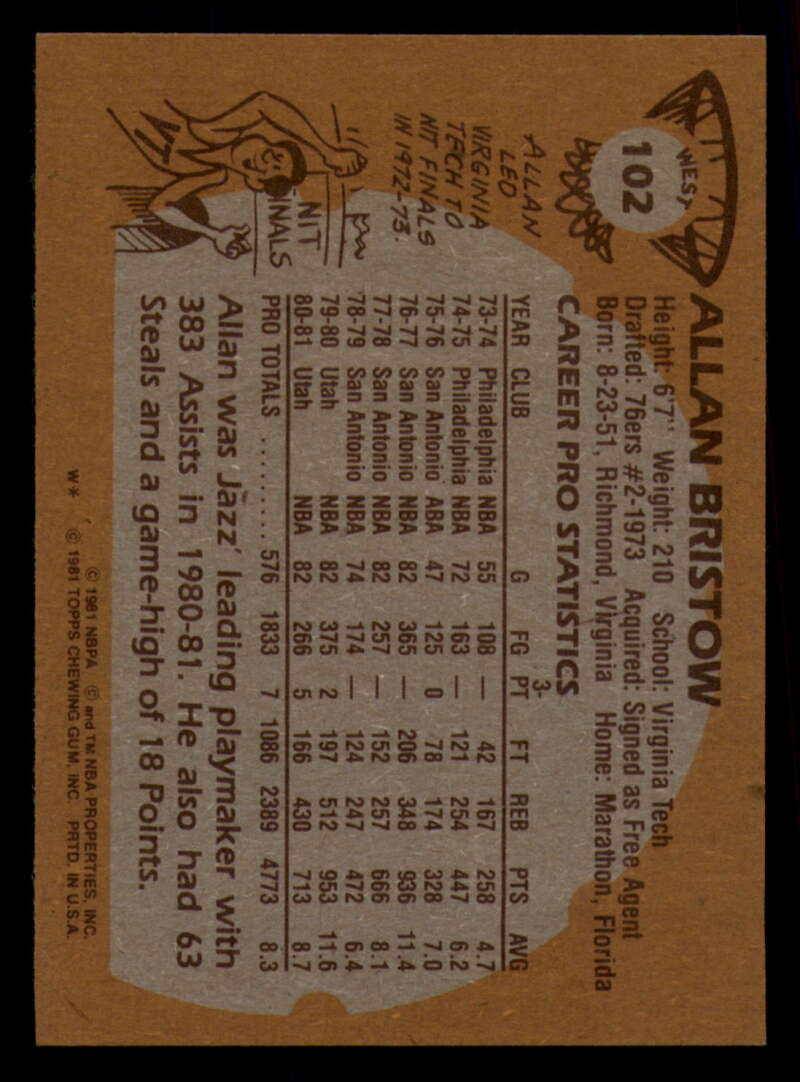 102
WEST
ALLAN BRISTOW
Height: 6'7" Weight: 210 School: Virginia Tech
Drafted: 76ers #2-1973 Acquired: Signed as Free Agent
Born: 8-23-51, Richmond, Virginia Home: Marathon, Florida
ALLAN
LED
VIRGINIA
TECH TO
NIT FINALS
IN 1972-73.
NIT
FINALS
VT
CAREER PRO STATISTICS
YEAR CLUB G FG 3-PT FT REB PTS AVG
73-74 Philadelphia NBA 55 108 — 42 167 258 4.7
74-75 Philadelphia NBA 72 163 — 121 254 447 6.2
75-76 San Antonio ABA 47 125 0 78 174 328 7.0
76-77 San Antonio NBA 82 365 — 206 348 936 11.4
77-78 San Antonio NBA 82 257 — 152 257 666 8.1
78-79 San Antonio NBA 74 174 — 124 247 472 6.4
79-80 Utah NBA 82 375 2 197 512 953 11.6
80-81 Utah NBA 82 266 5 166 430 713 8.7
PRO TOTALS ......... 576 1833 7 1086 2389 4773 8.3
Allan was Jazz' leading playmaker with
383 Assists in 1980-81. He also had 63
Steals and a game-high of 18 Points.
© 1981 NBPA © and TM NBA PROPERTIES, INC.
W* © 1981 TOPPS CHEWING GUM, INC. PRTD. IN U.S.A.